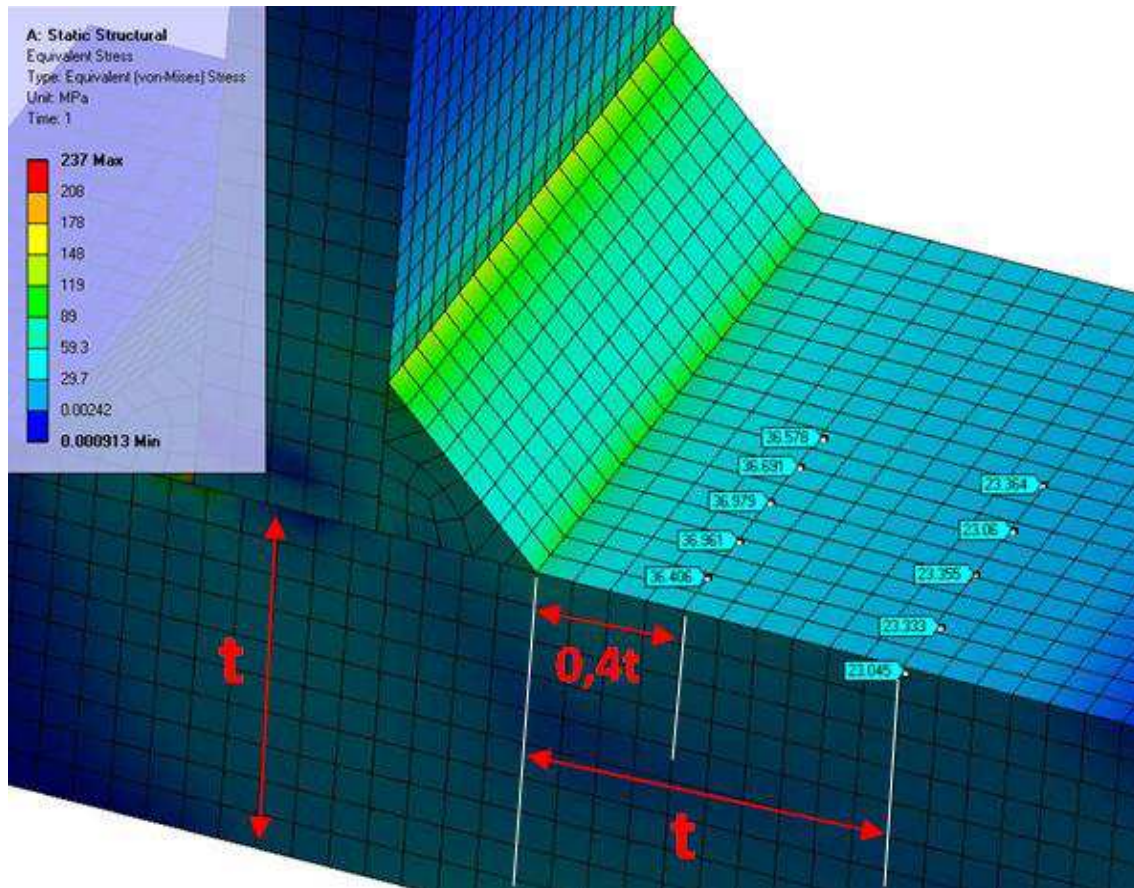 A: Static Structural
Equivalent Stress
Type: Equivalent (von-Mises) Stress
Unit: MPa
Time: 1
237 Max
208
178
148
119
89
59.3
29.7
0.00242
0.000913 Min
36.578
36.691
36.979
36.961
36.406
23.364
23.06
23.355
23.333
23.045
t
0,4t
t